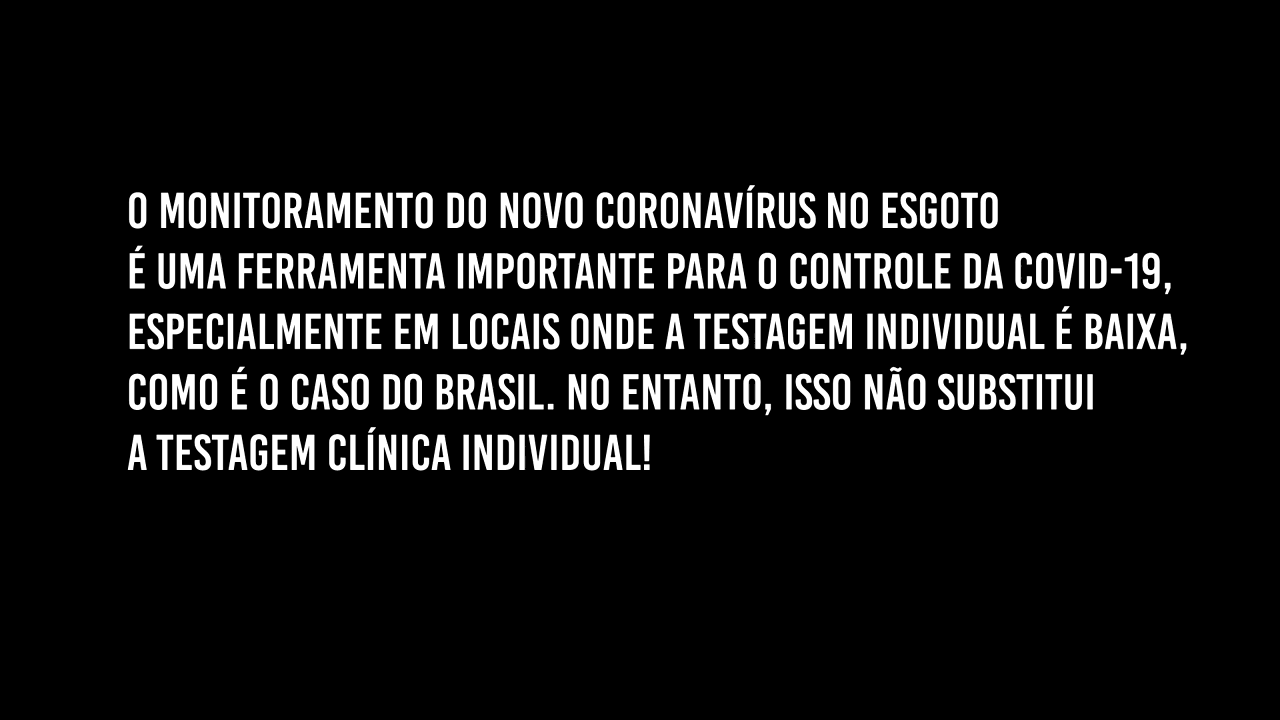 O MONITORAMENTO DO NOVO CORONAVÍRUS NO ESGOTO
É UMA FERRAMENTA IMPORTANTE PARA O CONTROLE DA COVID-19,
ESPECIALMENTE EM LOCAIS ONDE A TESTAGEM INDIVIDUAL É BAIXA,
COMO É O CASO DO BRASIL. NO ENTANTO, ISSO NÃO SUBSTITUI
A TESTAGEM CLÍNICA INDIVIDUAL!